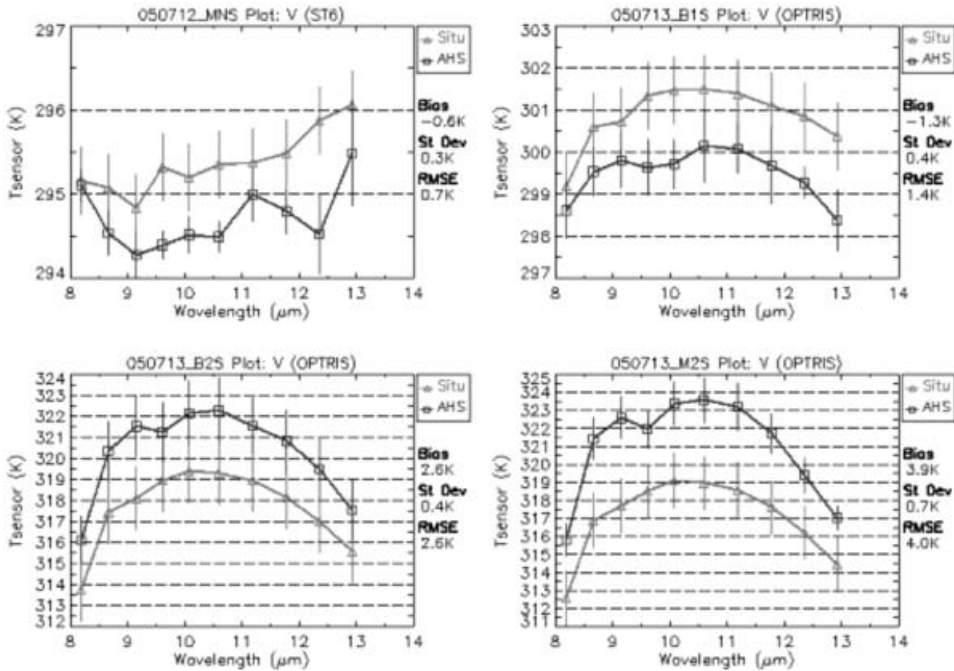 050712_MNS Plot: V (ST6)
297
296
295
294
Tsensor (K)
8 9 10 11 12 13 14
Wavelength (μm)
Situ
AHS
Bias
-0.6K
St Dev
0.3K
RMSE
0.7K
050713_B1S Plot: V (OPTRIS)
303
302
301
300
299
298
297
Tsensor (K)
8 9 10 11 12 13 14
Wavelength (μm)
Situ
AHS
Bias
-1.3K
St Dev
0.4K
RMSE
1.4K
050713_B2S Plot: V (OPTRIS)
324
323
322
321
320
319
318
317
316
315
314
313
312
Tsensor (K)
8 9 10 11 12 13 14
Wavelength (μm)
Situ
AHS
Bias
2.6K
St Dev
0.4K
RMSE
2.6K
050713_M2S Plot: V (OPTRIS)
325
324
323
322
321
320
319
318
317
316
315
314
313
312
311
Tsensor (K)
8 9 10 11 12 13 14
Wavelength (μm)
Situ
AHS
Bias
3.9K
St Dev
0.7K
RMSE
4.0K